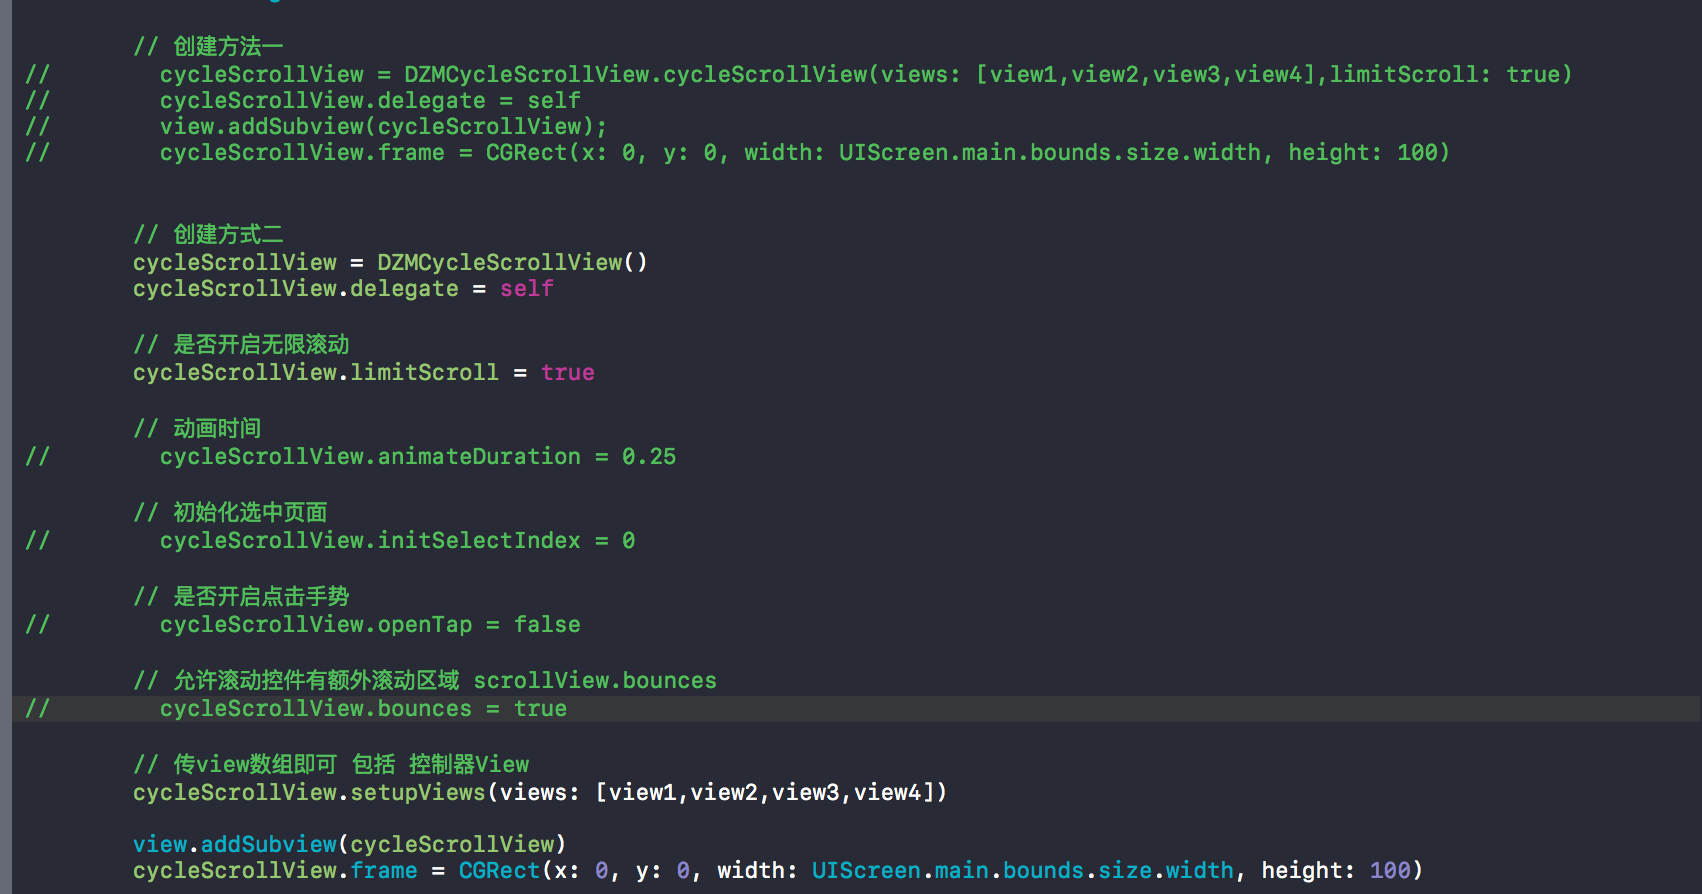 // 创建方法一
// cycleScrollView = DZMCycleScrollView.cycleScrollView(views: [view1,view2,view3,view4],limitScroll: true)
// cycleScrollView.delegate = self
// view.addSubview(cycleScrollView);
// cycleScrollView.frame = CGRect(x: 0, y: 0, width: UIScreen.main.bounds.size.width, height: 100)
// 创建方式二
cycleScrollView = DZMCycleScrollView()
cycleScrollView.delegate = self
// 是否开启无限滚动
cycleScrollView.limitScroll = true
// 动画时间
// cycleScrollView.animateDuration = 0.25
// 初始化选中页面
// cycleScrollView.initSelectIndex = 0
// 是否开启点击手势
// cycleScrollView.openTap = false
// 允许滚动控件有额外滚动区域 scrollView.bounces
// cycleScrollView.bounces = true
// 传view数组即可 包括 控制器View
cycleScrollView.setupViews(views: [view1,view2,view3,view4])
view.addSubview(cycleScrollView)
cycleScrollView.frame = CGRect(x: 0, y: 0, width: UIScreen.main.bounds.size.width, height: 100)